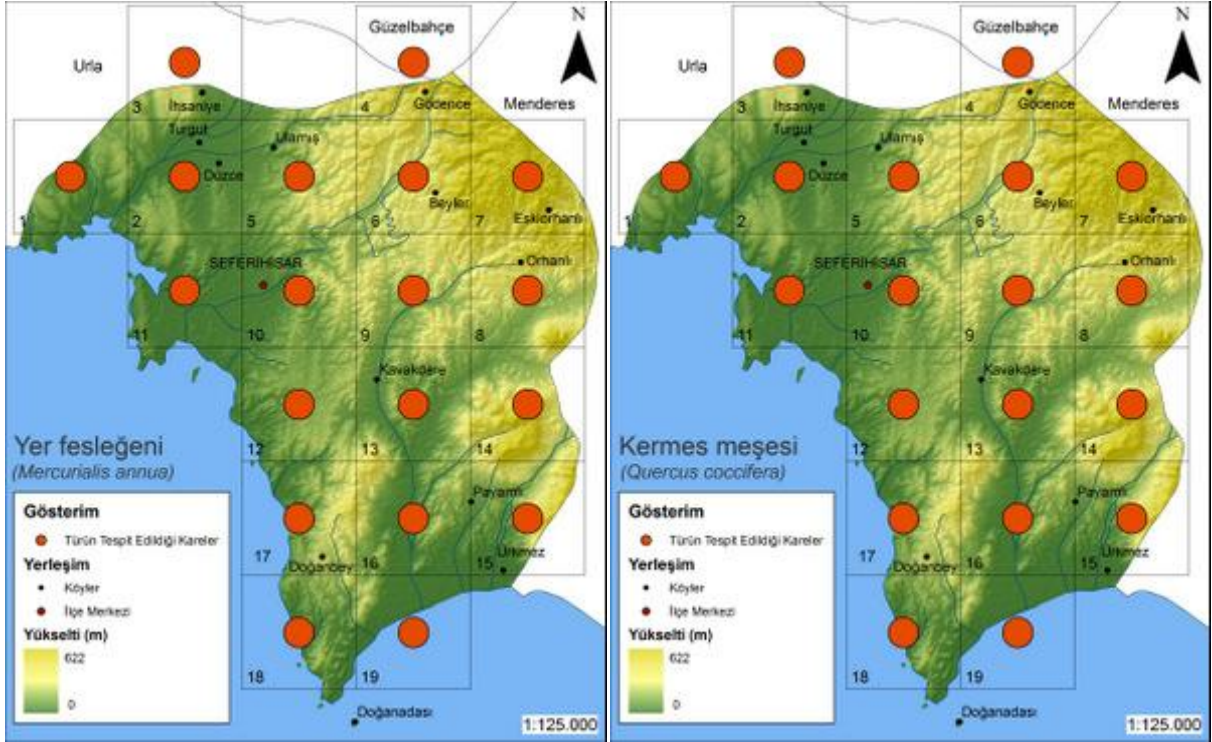 N
Güzelbahçe
Urla
Menderes
İhsaniye
Gödence
3
4
Turgut
Ulamış
Düzce
Beyler
Eskiorhanlı
1
2
5
6
7
SEFERİHİSAR
Orhanlı
11
10
9
8
Kavakdere
12
13
14
Yer fesleğeni
(Mercurialis annua)
Payamlı
Gösterim
Türün Tespit Edildiği Kareler
Yerleşim
Köyler
İlçe Merkezi
Yükselti (m)
622
0
Ürkmez
Doğanbey
17
16
15
18
19
Doğanadası
1:125.000
N
Güzelbahçe
Urla
Menderes
İhsaniye
Gödence
3
4
Turgut
Ulamış
Düzce
Beyler
Eskiorhanlı
1
2
5
6
7
SEFERİHİSAR
Orhanlı
11
10
9
8
Kavakdere
12
13
14
Kermes meşesi
(Quercus coccifera)
Payamlı
Gösterim
Türün Tespit Edildiği Kareler
Yerleşim
Köyler
İlçe Merkezi
Yükselti (m)
622
0
Ürkmez
Doğanbey
17
16
15
18
19
Doğanadası
1:125.000